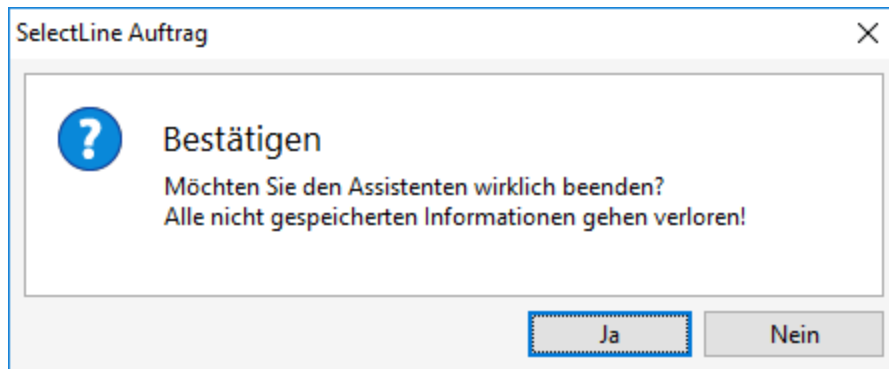 SelectLine Auftrag
Bestätigen
Möchten Sie den Assistenten wirklich beenden?
Alle nicht gespeicherten Informationen gehen verloren!
Ja
Nein